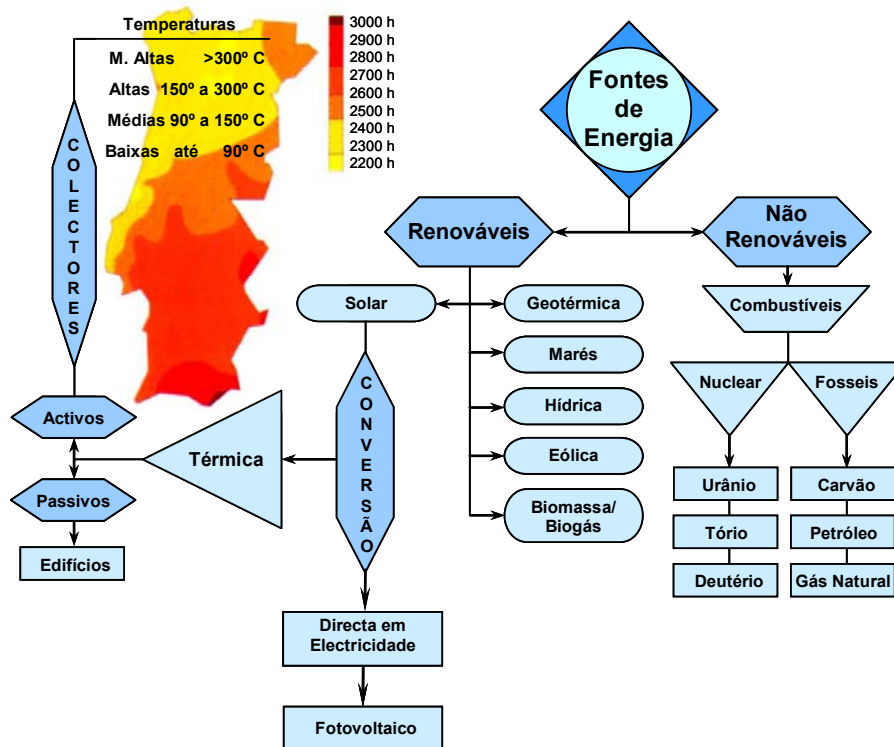 Temperaturas
M. Altas >300º C
Altas 150º a 300º C
Médias 90º a 150º C
Baixas até 90º C
3000 h
2900 h
2800 h
2700 h
2600 h
2500 h
2400 h
2300 h
2200 h
Fontes
de
Energia
COLECTORES
Renováveis
Não
Renováveis
Solar
Geotérmica
Combustíveis
Marés
Nuclear
Fosseis
CONVERSÃO
Hídrica
Activos
Térmica
Eólica
Passivos
Urânio
Carvão
Biomassa/
Biogás
Tório
Petróleo
Edifícios
Deutério
Gás Natural
Directa em
Electricidade
Fotovoltaico